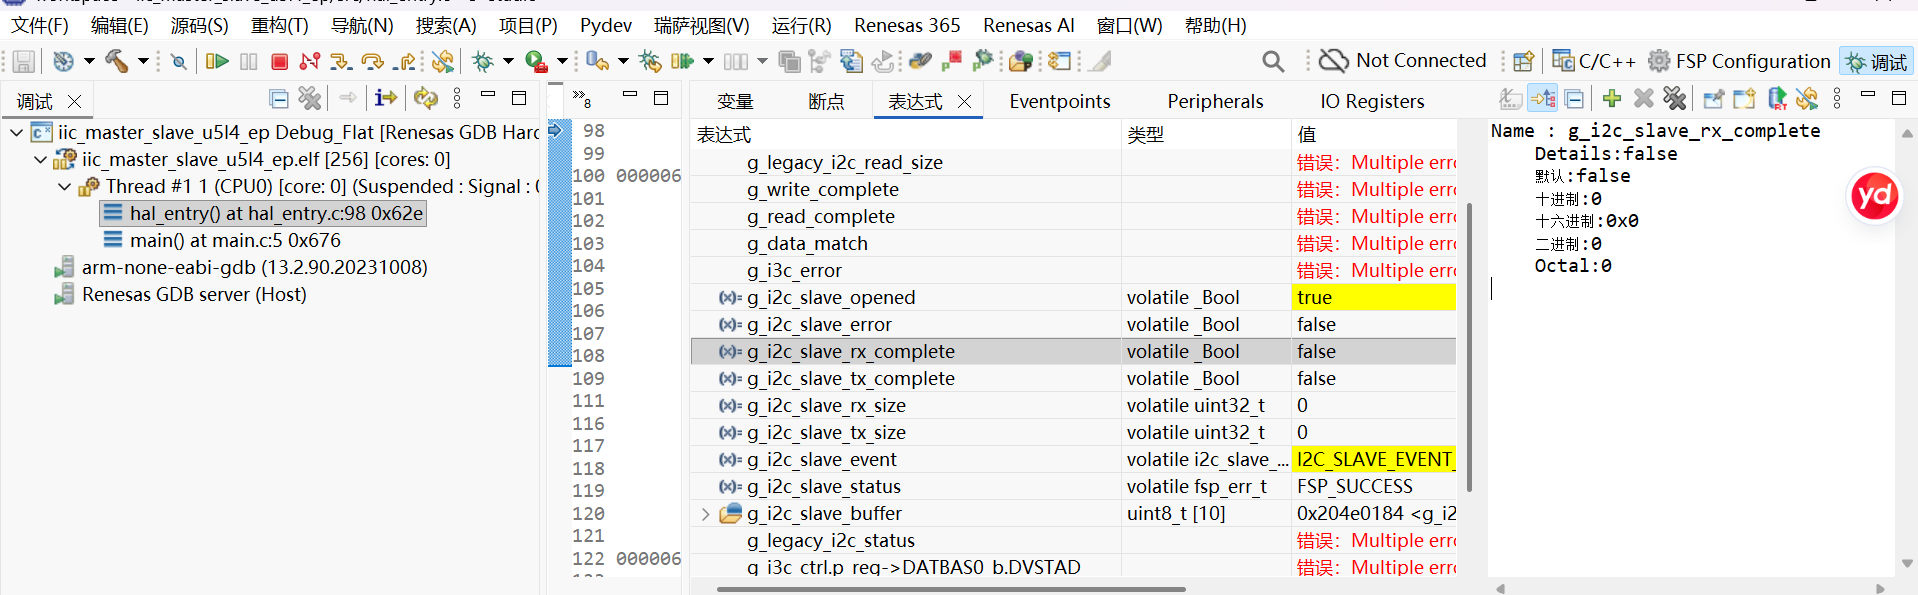 文件(F) 编辑(E) 源码(S) 重构(T) 导航(N) 搜索(A) 项目(P) Pydev 瑞萨视图(V) 运行(R) Renesas 365 Renesas AI 窗口(W) 帮助(H)
Not Connected C/C++ FSP Configuration 调试
调试
iic_master_slave_u5l4_ep Debug_Flat [Renesas GDB Hard
iic_master_slave_u5l4_ep.elf [256] [cores: 0]
Thread #1 1 (CPU0) [core: 0] (Suspended : Signal :
hal_entry() at hal_entry.c:98 0x62e
main() at main.c:5 0x676
arm-none-eabi-gdb (13.2.90.20231008)
Renesas GDB server (Host)
»8
98
99
100 000006
101
102
103
104
105
106
107
108
109
111
116
117
118
119
120
121
122 000006
变量 断点 表达式 Eventpoints Peripherals IO Registers
表达式 类型 值
g_legacy_i2c_read_size 错误：Multiple erro
g_write_complete 错误：Multiple erro
g_read_complete 错误：Multiple erro
g_data_match 错误：Multiple erro
g_i3c_error 错误：Multiple erro
(x)= g_i2c_slave_opened volatile _Bool true
(x)= g_i2c_slave_error volatile _Bool false
(x)= g_i2c_slave_rx_complete volatile _Bool false
(x)= g_i2c_slave_tx_complete volatile _Bool false
(x)= g_i2c_slave_rx_size volatile uint32_t 0
(x)= g_i2c_slave_tx_size volatile uint32_t 0
(x)= g_i2c_slave_event volatile i2c_slave_... I2C_SLAVE_EVENT_
(x)= g_i2c_slave_status volatile fsp_err_t FSP_SUCCESS
g_i2c_slave_buffer uint8_t [10] 0x204e0184 <g_i2
g_legacy_i2c_status 错误：Multiple erro
g_i3c_ctrl.p_reg->DATBAS0_b.DVSTAD 错误：Multiple erro
Name : g_i2c_slave_rx_complete
Details:false
默认:false
十进制:0
十六进制:0x0
二进制:0
Octal:0
yd